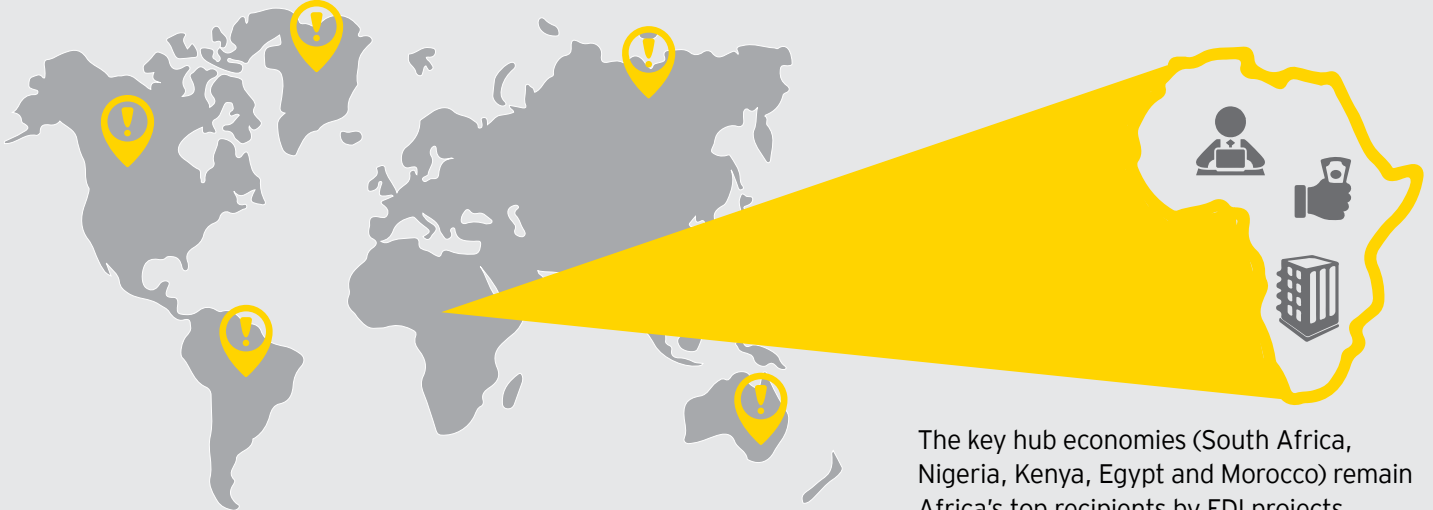 The key hub economies (South Africa,
Nigeria, Kenya, Egypt and Morocco) remain
Africa's top recipients by FDI projects